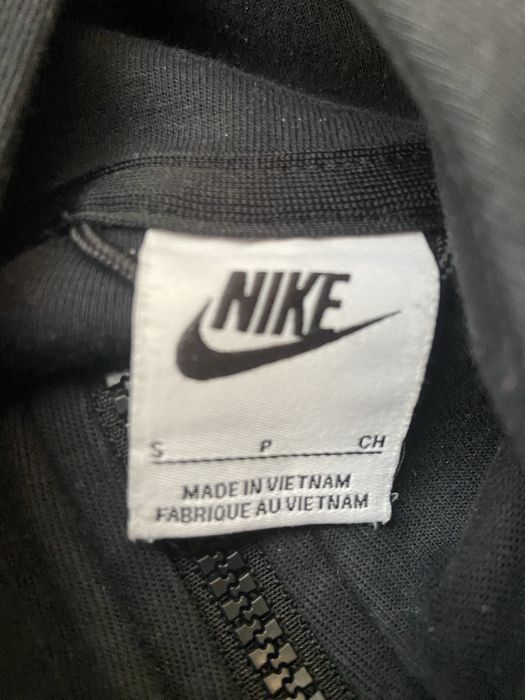 NIKE
S P CH
MADE IN VIETNAM
FABRIQUE AU VIETNAM